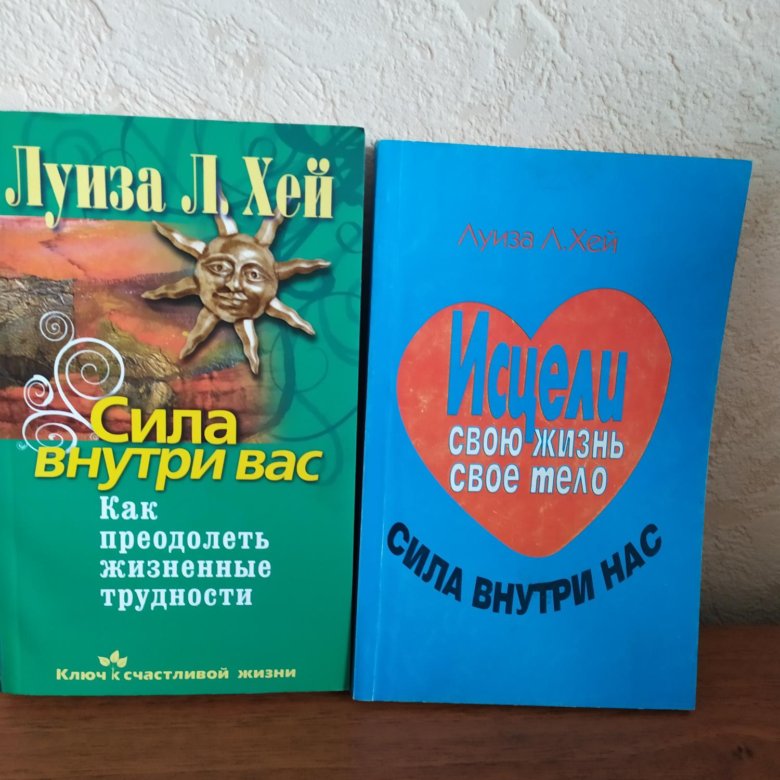 Луиза Л. Хей
Сила
внутри вас
Как
преодолеть
жизненные
трудности
Ключ к счастливой жизни
Луиза Л. Хей
Исцели
свою жизнь
свое тело
СИЛА ВНУТРИ НАС